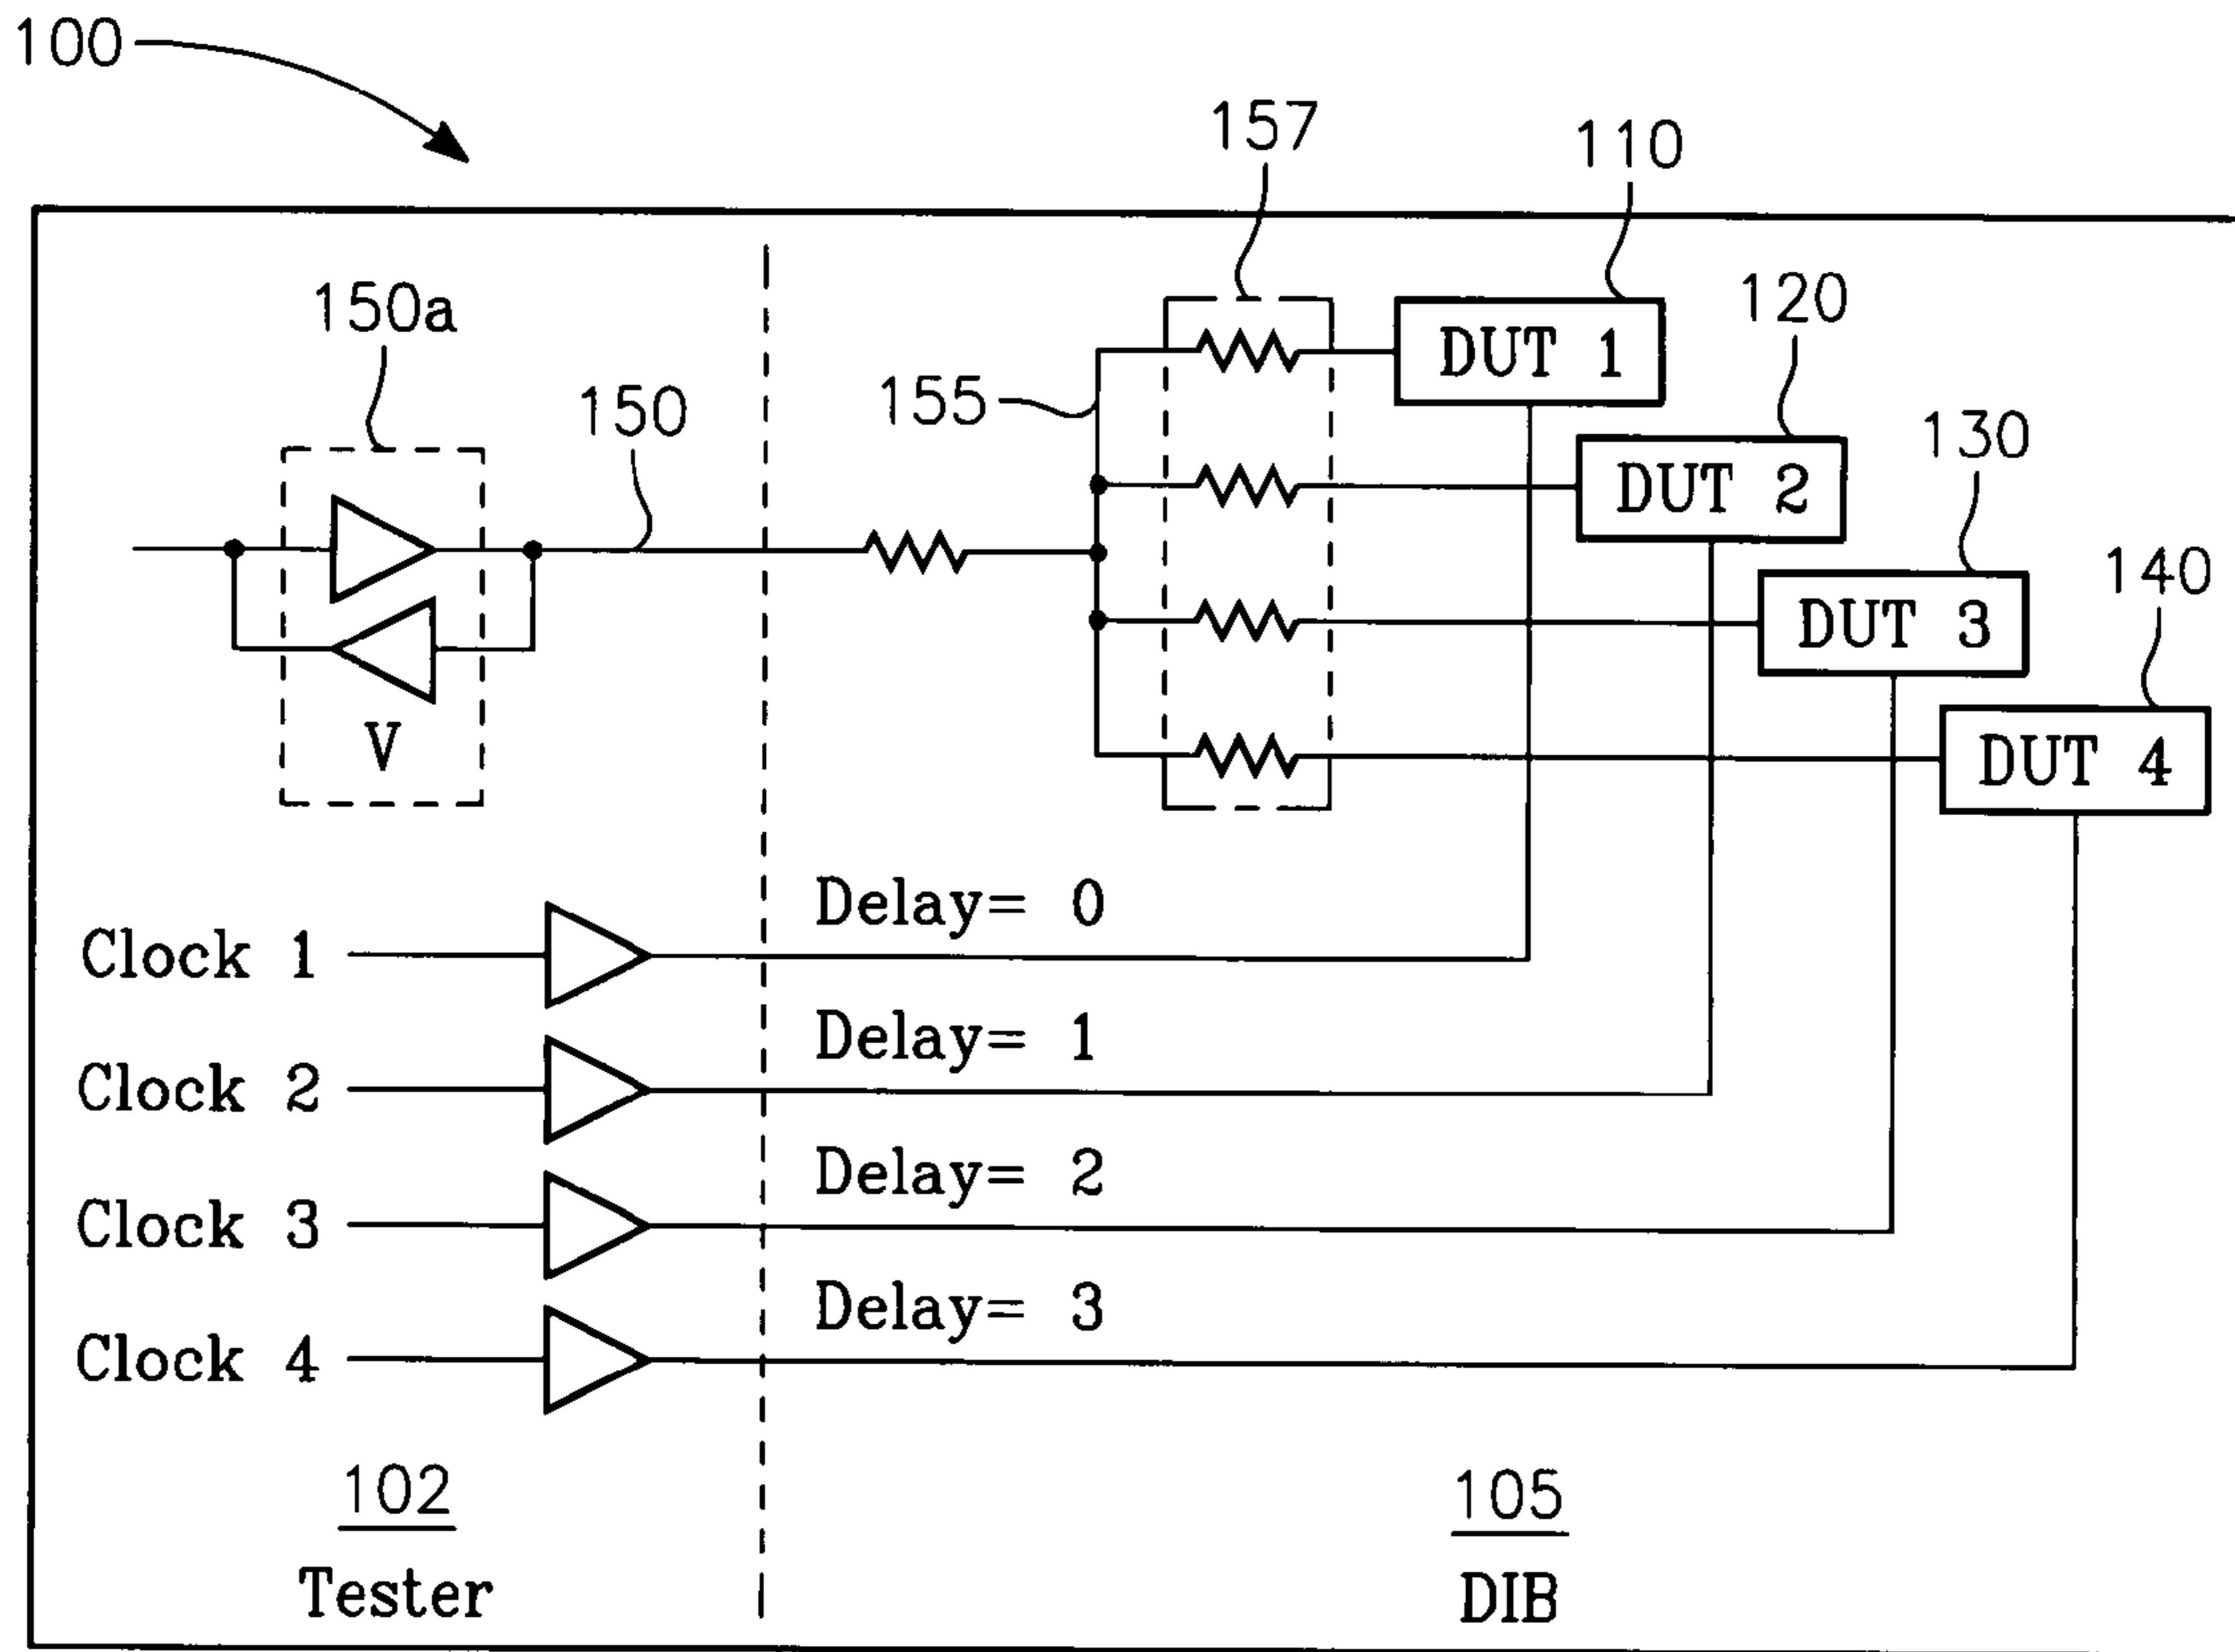 100
157
110
150a
120
150
155
DUT 1
130
DUT 2
140
DUT 3
V
DUT 4
Delay= 0
Clock 1
Delay= 1
Clock 2
Delay= 2
Clock 3
Delay= 3
Clock 4
102
105
Tester
DIB